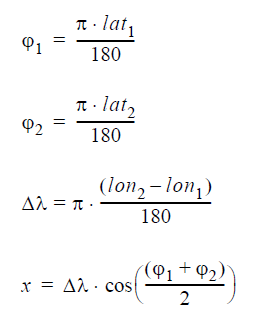 φ₁ = π · lat₁ / 180
φ₂ = π · lat₂ / 180
Δλ = π · (lon₂ − lon₁) / 180
x = Δλ · cos((φ₁ + φ₂) / 2)